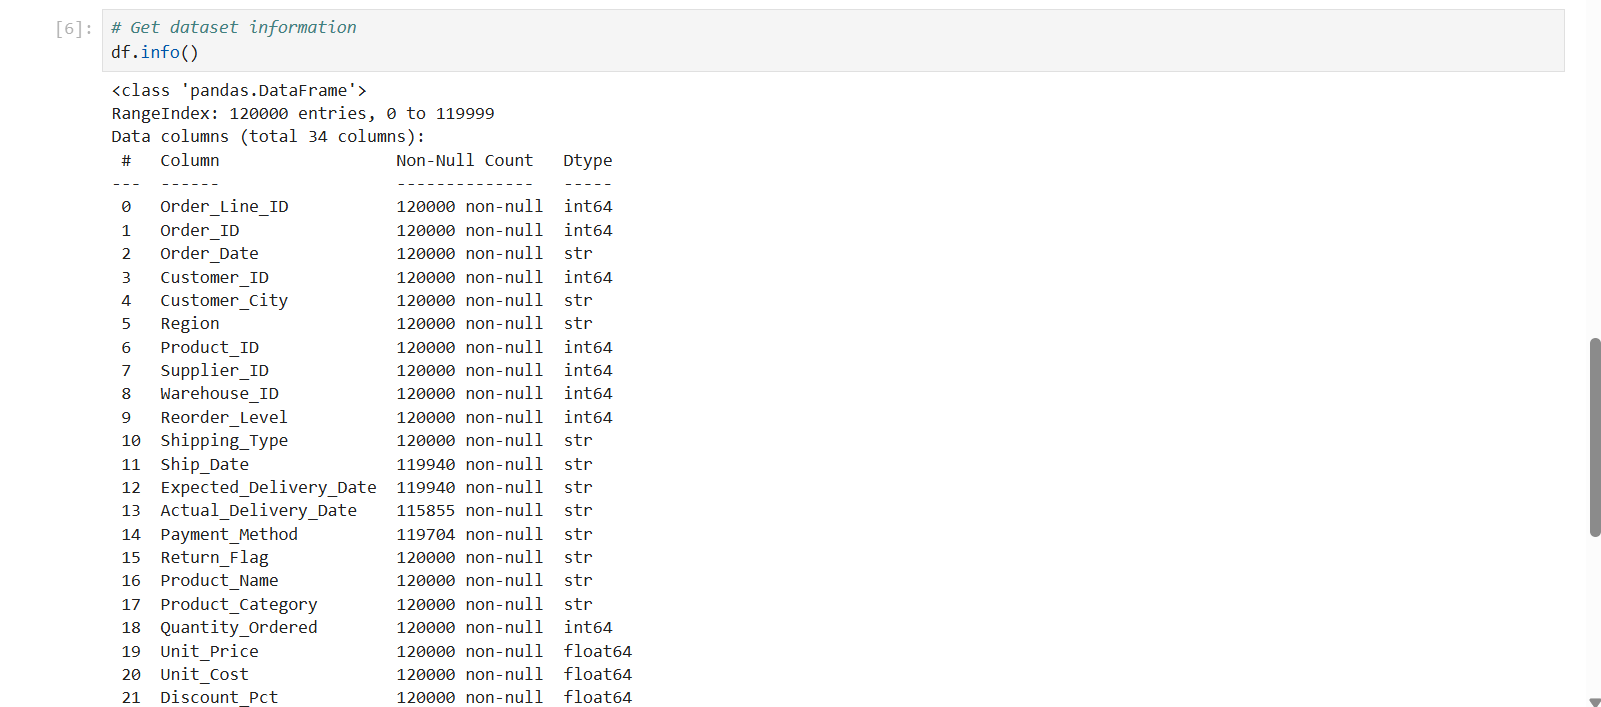 [6]: # Get dataset information
df.info()
<class 'pandas.DataFrame'>
RangeIndex: 120000 entries, 0 to 119999
Data columns (total 34 columns):
 #   Column                  Non-Null Count   Dtype
---  ------                  --------------   -----
 0   Order_Line_ID           120000 non-null  int64
 1   Order_ID                120000 non-null  int64
 2   Order_Date              120000 non-null  str
 3   Customer_ID             120000 non-null  int64
 4   Customer_City           120000 non-null  str
 5   Region                  120000 non-null  str
 6   Product_ID              120000 non-null  int64
 7   Supplier_ID             120000 non-null  int64
 8   Warehouse_ID            120000 non-null  int64
 9   Reorder_Level           120000 non-null  int64
 10  Shipping_Type           120000 non-null  str
 11  Ship_Date               119940 non-null  str
 12  Expected_Delivery_Date  119940 non-null  str
 13  Actual_Delivery_Date    115855 non-null  str
 14  Payment_Method          119704 non-null  str
 15  Return_Flag             120000 non-null  str
 16  Product_Name            120000 non-null  str
 17  Product_Category        120000 non-null  str
 18  Quantity_Ordered        120000 non-null  int64
 19  Unit_Price              120000 non-null  float64
 20  Unit_Cost               120000 non-null  float64
 21  Discount_Pct            120000 non-null  float64